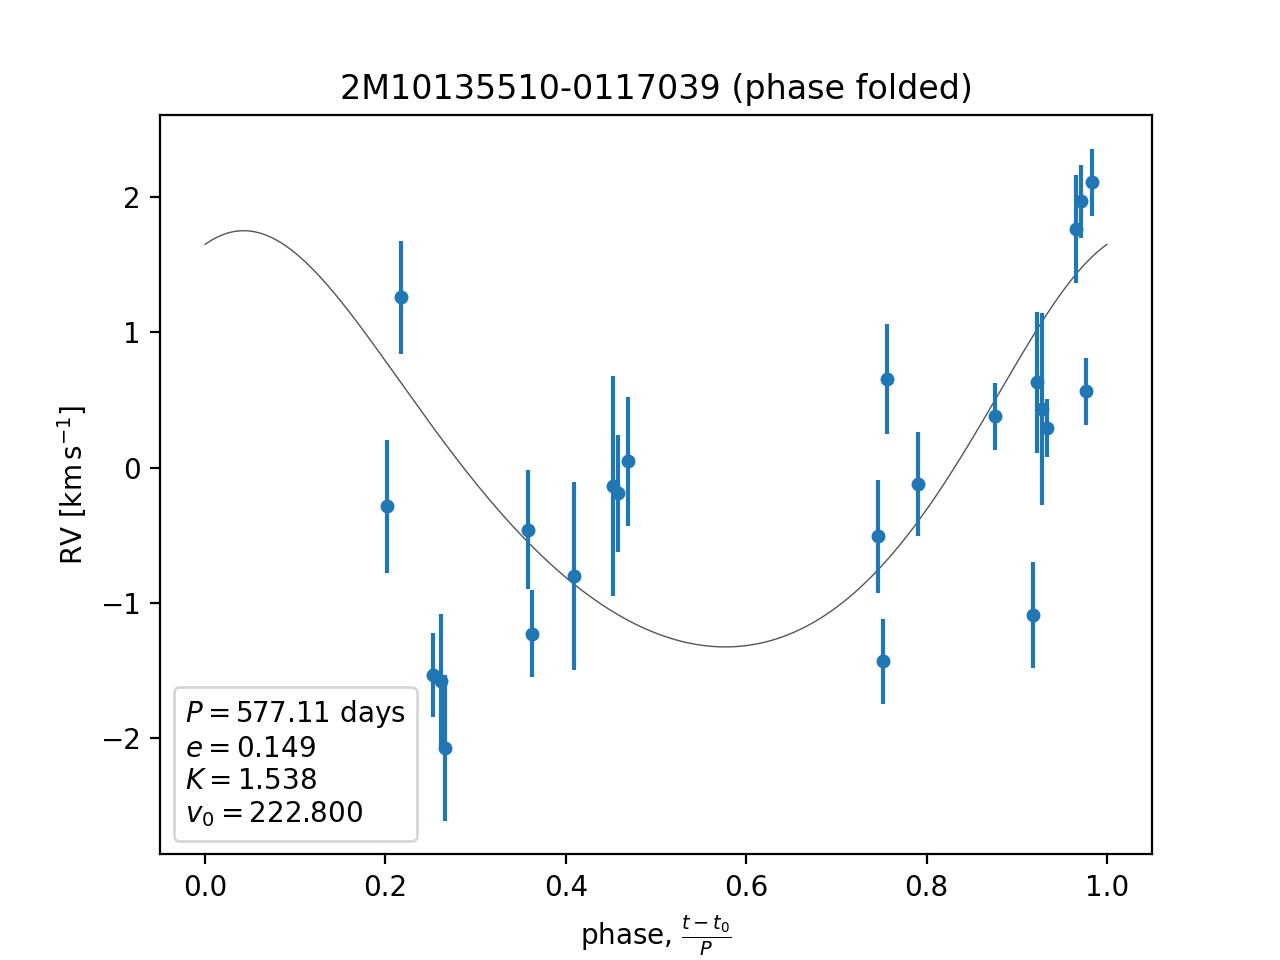 2M10135510-0117039 (phase folded)
RV [km s⁻¹]
2
1
0
−1
−2
P = 577.11 days
e = 0.149
K = 1.538
v₀ = 222.800
0.0 0.2 0.4 0.6 0.8 1.0
phase, (t − t₀)/P